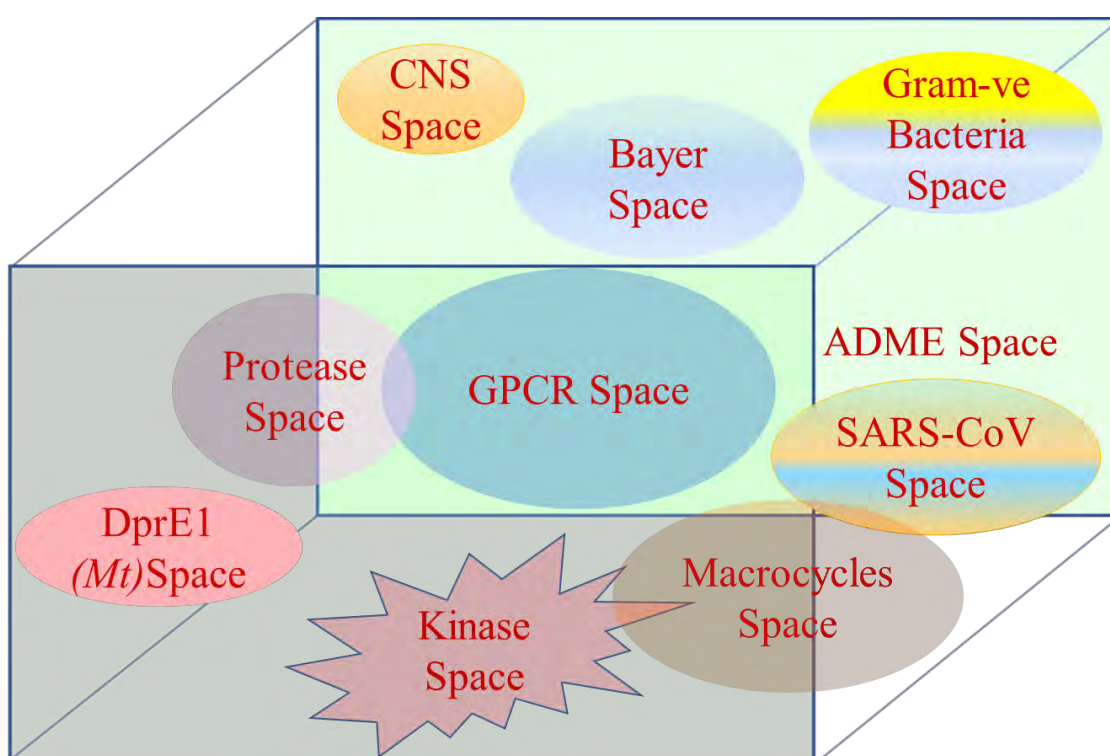 CNS
Space
Gram-ve
Bacteria
Space
Bayer
Space
Protease
Space
GPCR Space
ADME Space
SARS-CoV
Space
DprE1
(Mt)Space
Macrocycles
Space
Kinase
Space